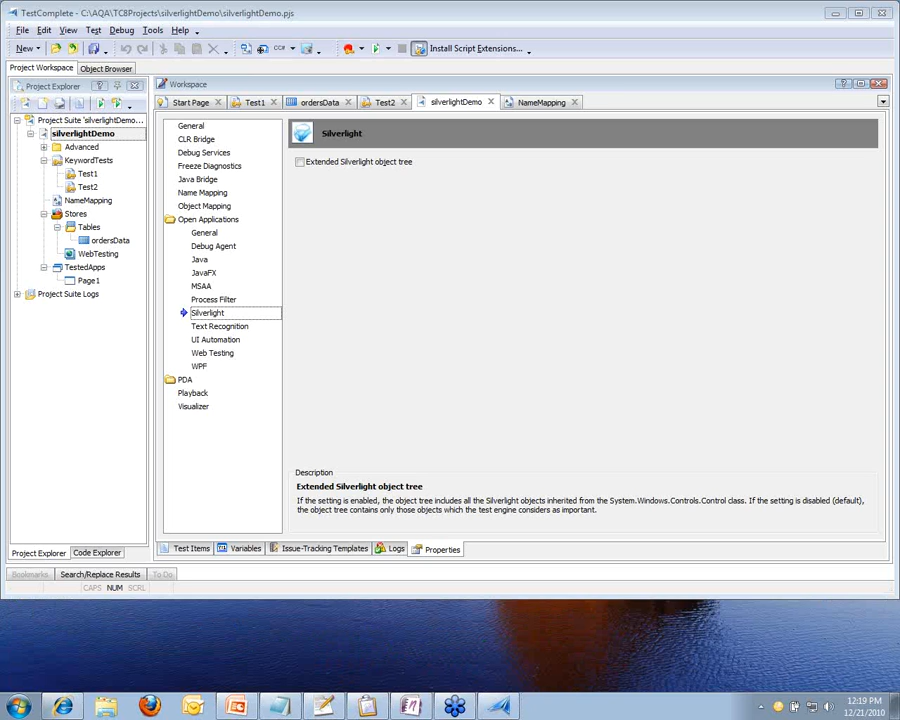 TestComplete - C:\AQA\TC8Projects\silverlightDemo\silverlightDemo.pjs
File Edit View Test Debug Tools Help
New Install Script Extensions...
Project Workspace Object Browser
Project Explorer
Workspace
Start Page Test1 ordersData Test2 silverlightDemo NameMapping
Project Suite 'silverlightDemo...
silverlightDemo
Advanced
KeywordTests
Test1
Test2
NameMapping
Stores
Tables
ordersData
WebTesting
TestedApps
Page1
Project Suite Logs
General
CLR Bridge
Debug Services
Freeze Diagnostics
Java Bridge
Name Mapping
Object Mapping
Open Applications
General
Debug Agent
Java
JavaFX
MSAA
Process Filter
Silverlight
Text Recognition
UI Automation
Web Testing
WPF
PDA
Playback
Visualizer
Silverlight
Extended Silverlight object tree
Description
Extended Silverlight object tree
If the setting is enabled, the object tree includes all the Silverlight objects inherited from the System.Windows.Controls.Control class. If the setting is disabled (default),
the object tree contains only those objects which the test engine considers as important.
Project Explorer Code Explorer
Test Items Variables Issue-Tracking Templates Logs Properties
Bookmarks Search/Replace Results To Do
CAPS NUM SCRL
12:19 PM
12/21/2010